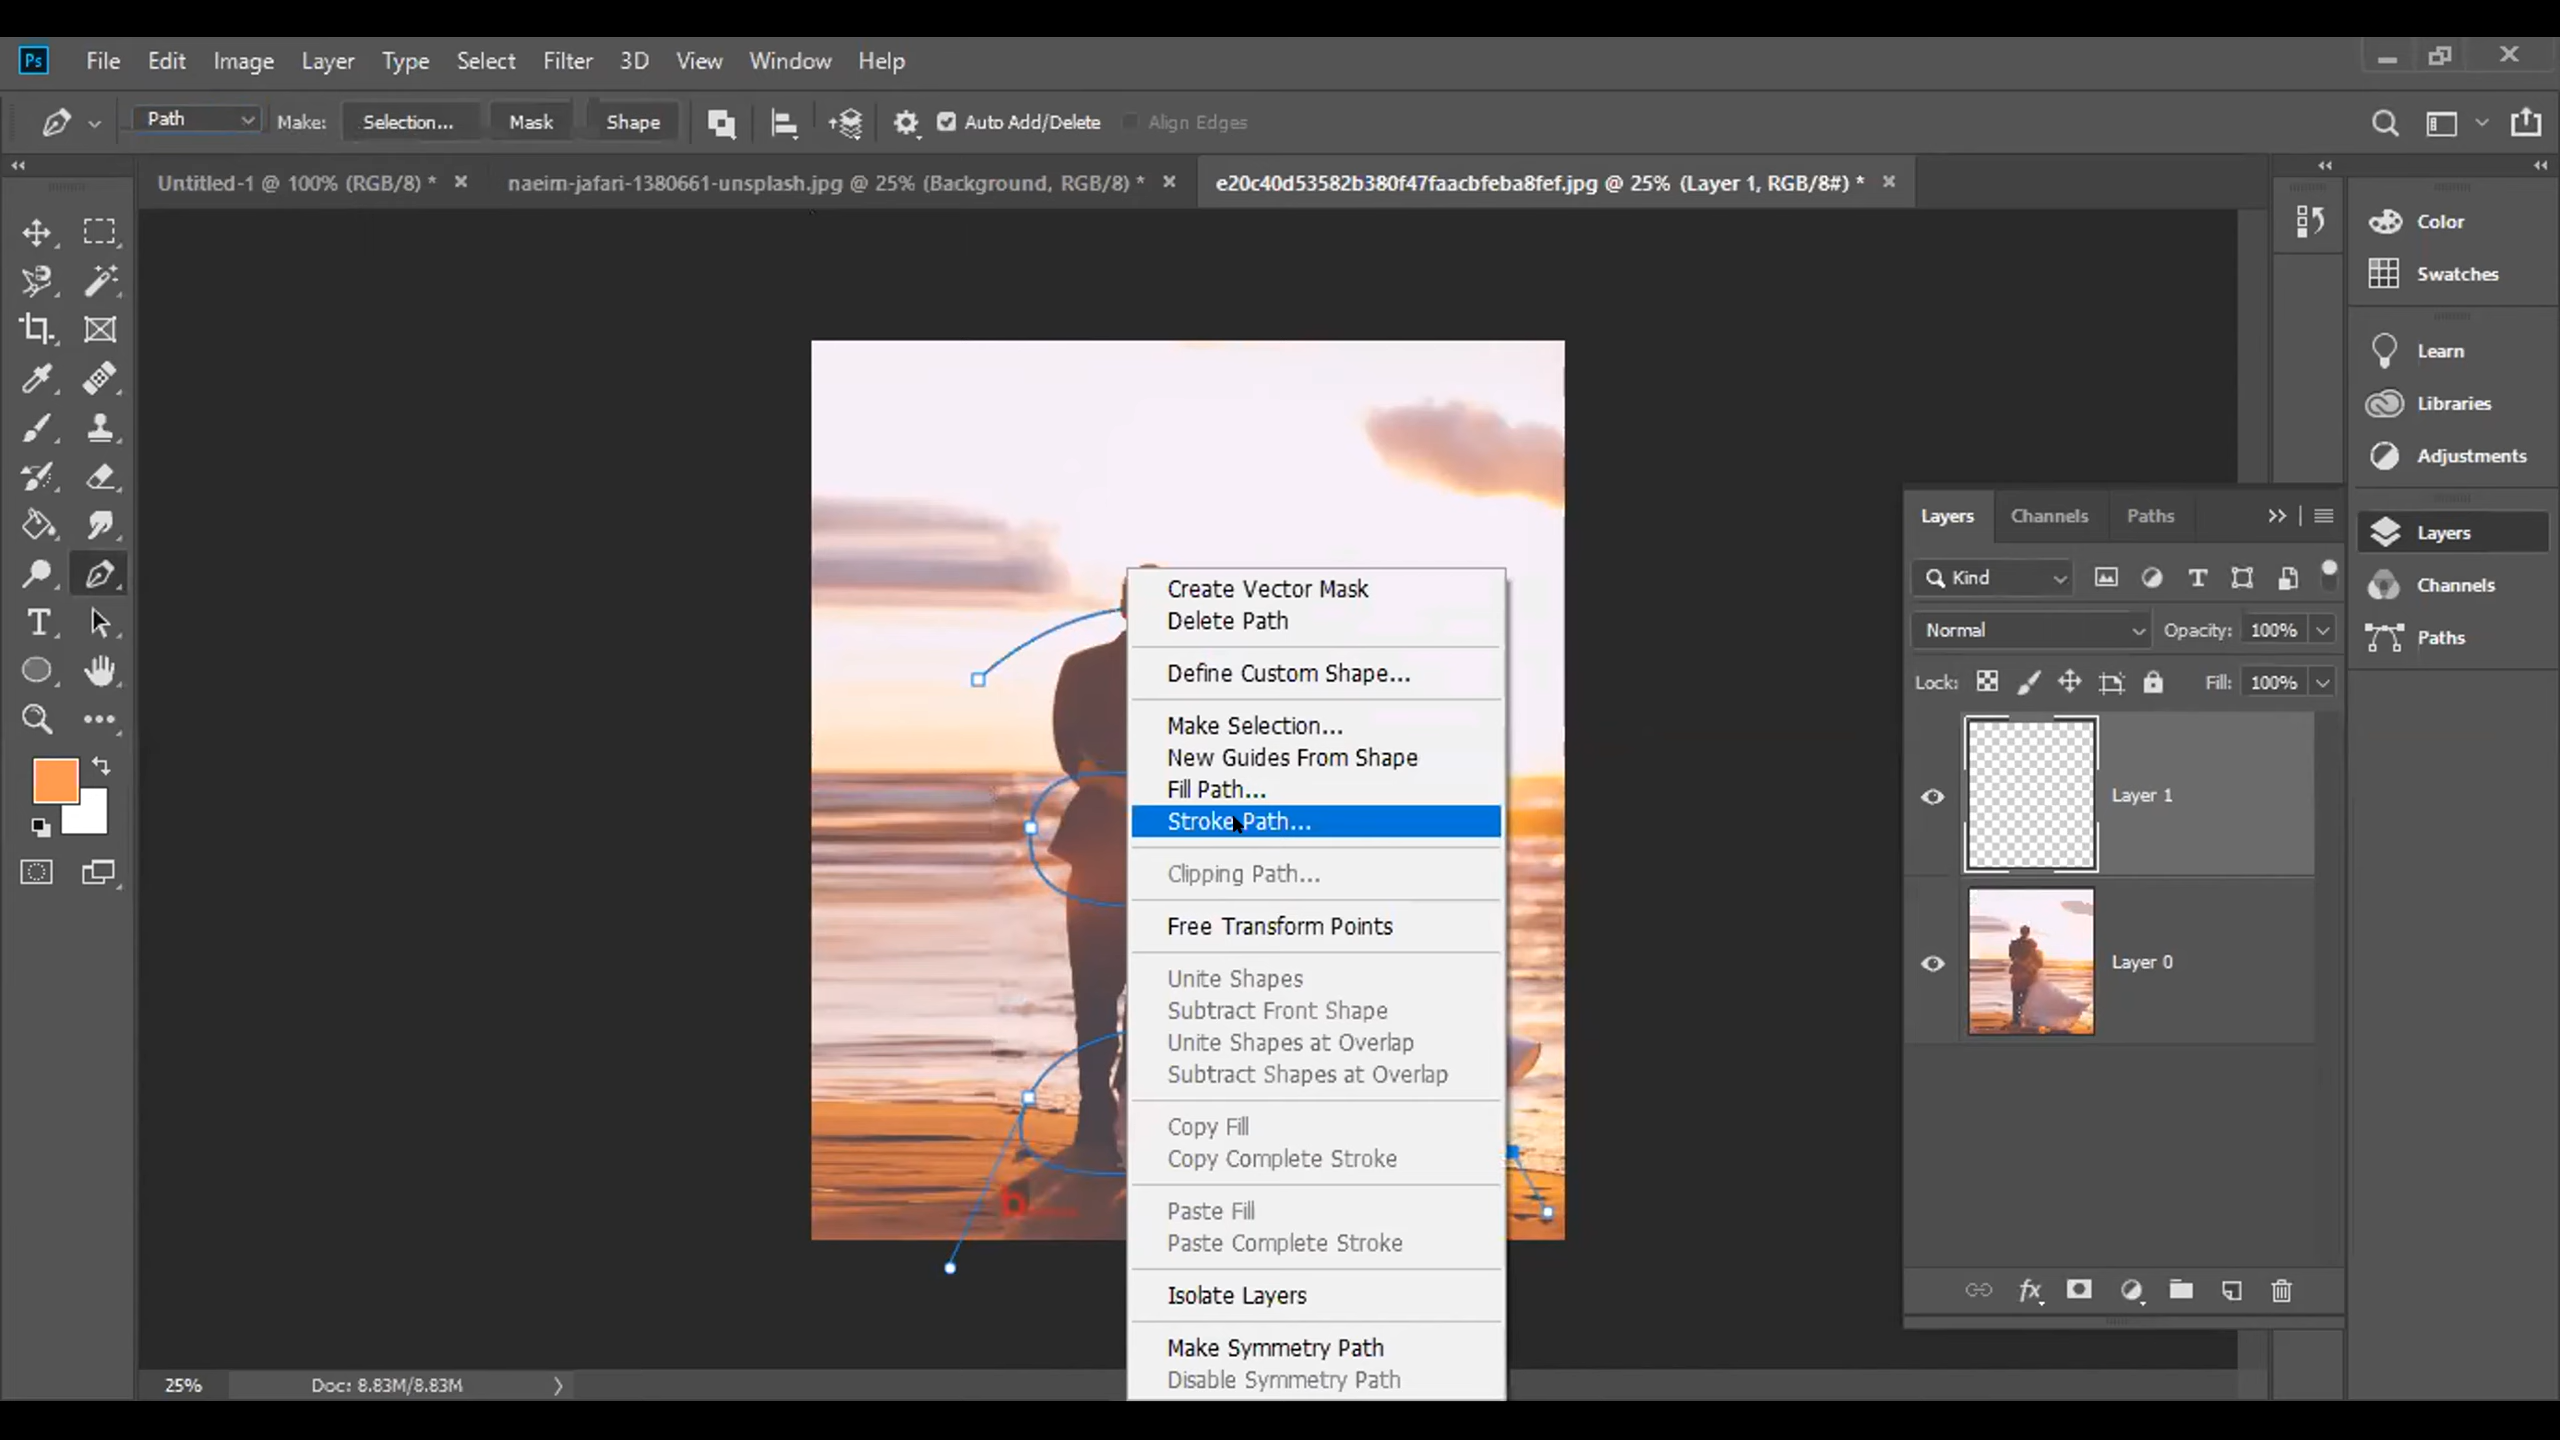 Ps File Edit Image Layer Type Select Filter 3D View Window Help
Path Make: Selection... Mask Shape Auto Add/Delete Align Edges
Untitled-1 @ 100% (RGB/8) * naeim-jafari-1380661-unsplash.jpg @ 25% (Background, RGB/8) * e20c40d53582b380f47faacbfeba8fef.jpg @ 25% (Layer 1, RGB/8#) *
Color
Swatches
Learn
Libraries
Adjustments
Layers
Channels
Paths
Layers Channels Paths
Kind
Normal Opacity: 100%
Lock: Fill: 100%
Layer 1
Layer 0
fx
Create Vector Mask
Delete Path
Define Custom Shape...
Make Selection...
New Guides From Shape
Fill Path...
Stroke Path...
Clipping Path...
Free Transform Points
Unite Shapes
Subtract Front Shape
Unite Shapes at Overlap
Subtract Shapes at Overlap
Copy Fill
Copy Complete Stroke
Paste Fill
Paste Complete Stroke
Isolate Layers
Make Symmetry Path
Disable Symmetry Path
b
25% Doc: 8.83M/8.83M